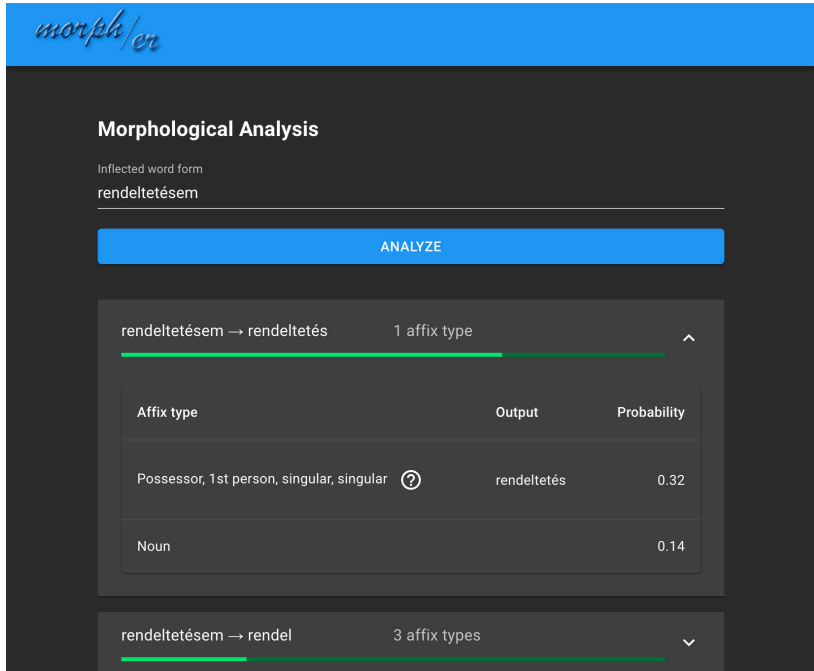 morph/er
Morphological Analysis
Inflected word form
rendeltetésem
ANALYZE
rendeltetésem → rendeltetés 1 affix type
Affix type Output Probability
Possessor, 1st person, singular, singular ? rendeltetés 0.32
Noun 0.14
rendeltetésem → rendel 3 affix types